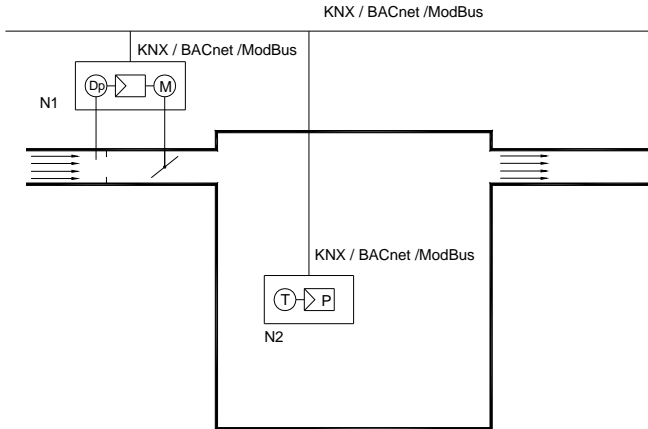 KNX / BACnet /ModBus
KNX / BACnet /ModBus
Dp
M
N1
KNX / BACnet /ModBus
T
P
N2